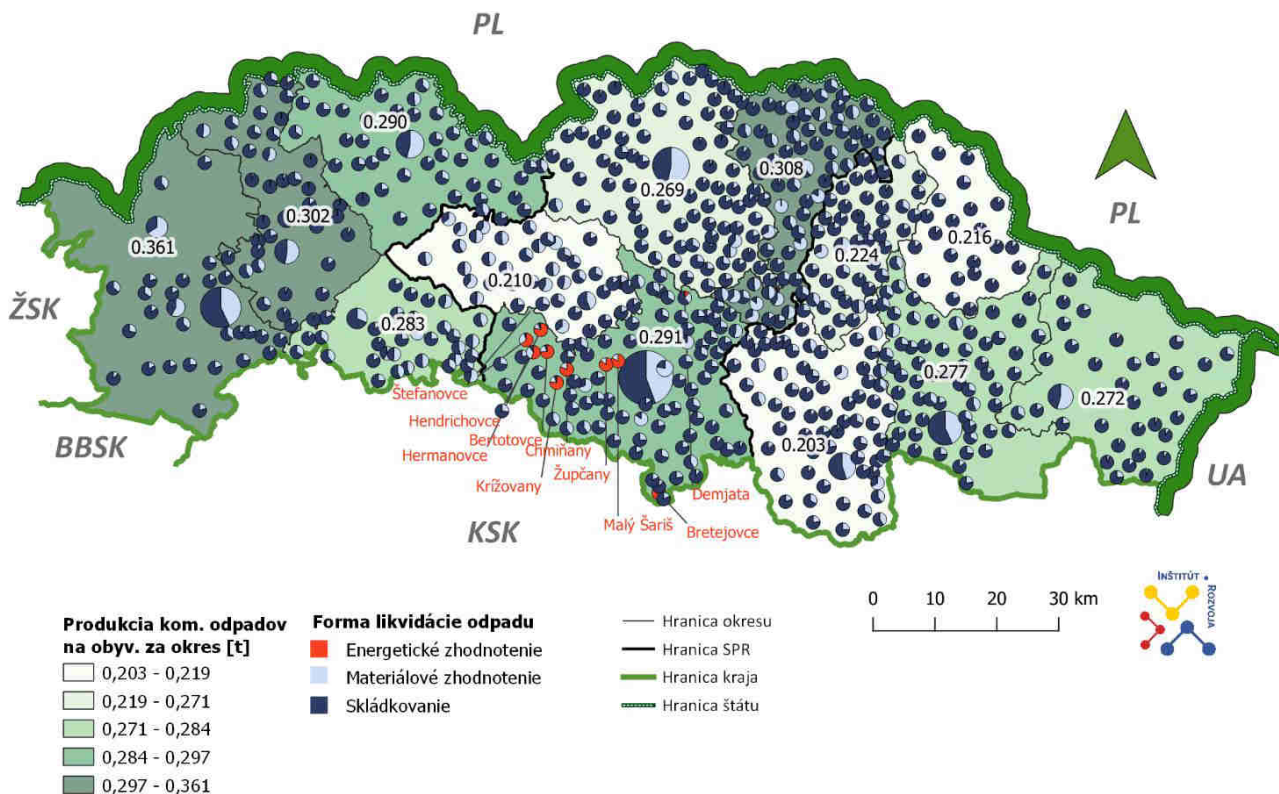 PL
0.290
0.308
0.269
PL
0.302
0.361
0.216
0.224
0.210
ŽSK
0.283
0.291
0.277
0.272
Štefanovce
Hendrichovce
Bertotovce
Hermanovce
Chmiňany
Župčany
Krížovany
0.203
BBSK
UA
Demjata
Malý Šariš
Bretejovce
KSK
INŠTITÚT
ROZVOJA
0 10 20 30 km
Produkcia kom. odpadov
na obyv. za okres [t]
0,203 - 0,219
0,219 - 0,271
0,271 - 0,284
0,284 - 0,297
0,297 - 0,361
Forma likvidácie odpadu
Energetické zhodnotenie
Materiálové zhodnotenie
Skládkovanie
Hranica okresu
Hranica SPR
Hranica kraja
Hranica štátu